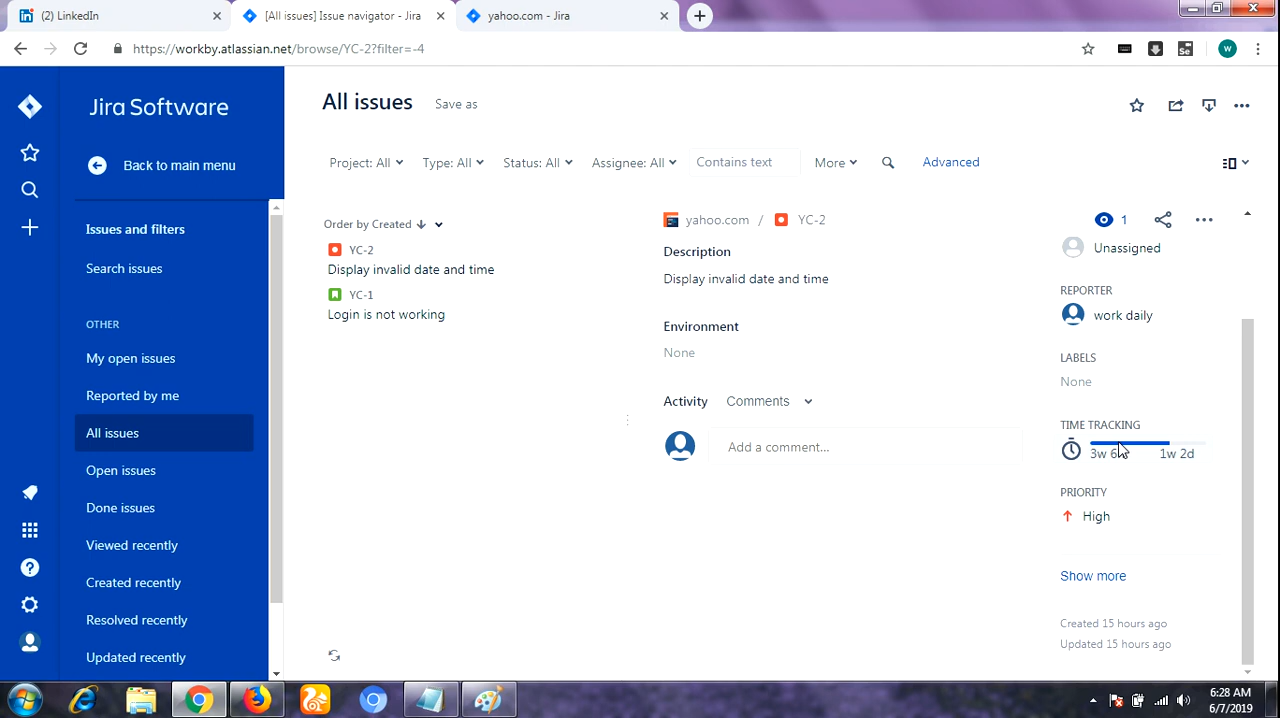 (2) LinkedIn
[All issues] Issue navigator - Jira
yahoo.com - Jira
https://workby.atlassian.net/browse/YC-2?filter=-4
Se
w
Jira Software
Back to main menu
Issues and filters
Search issues
OTHER
My open issues
Reported by me
All issues
Open issues
Done issues
Viewed recently
Created recently
Resolved recently
Updated recently
All issues
Save as
Project: All
Type: All
Status: All
Assignee: All
Contains text
More
Advanced
Order by Created
YC-2
Display invalid date and time
YC-1
Login is not working
yahoo.com / YC-2
Description
Display invalid date and time
Environment
None
Activity
Comments
Add a comment...
1
Unassigned
REPORTER
work daily
LABELS
None
TIME TRACKING
3w
1w 2d
PRIORITY
High
Show more
Created 15 hours ago
Updated 15 hours ago
6:28 AM
6/7/2019